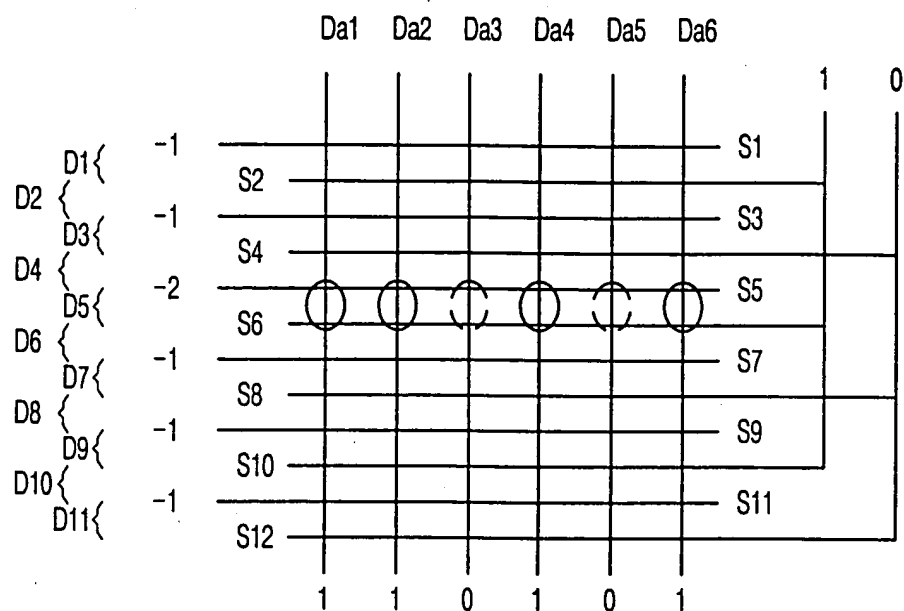 Da1 Da2 Da3 Da4 Da5 Da6
1 0
-1 S1
D1{
S2
D2 {
-1 S3
D3{
S4
D4 {
-2 S5
D5{
S6
D6 {
-1 S7
D7{
S8
D8 {
-1 S9
D9{
S10
D10{
-1 S11
D11{
S12
1 1 0 1 0 1